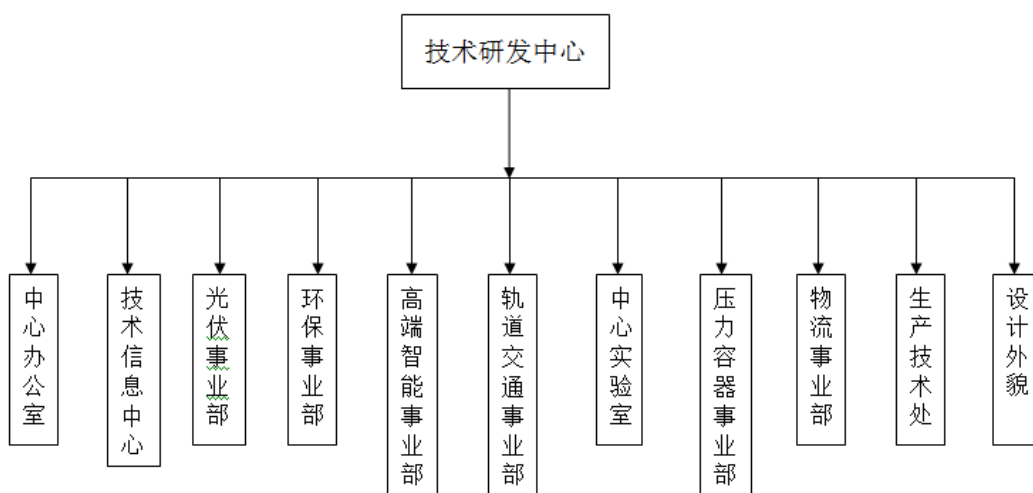 技术研发中心
中心办公室
技术信息中心
光伏事业部
环保事业部
高端智能事业部
轨道交通事业部
中心实验室
压力容器事业部
物流事业部
生产技术处
设计外貌